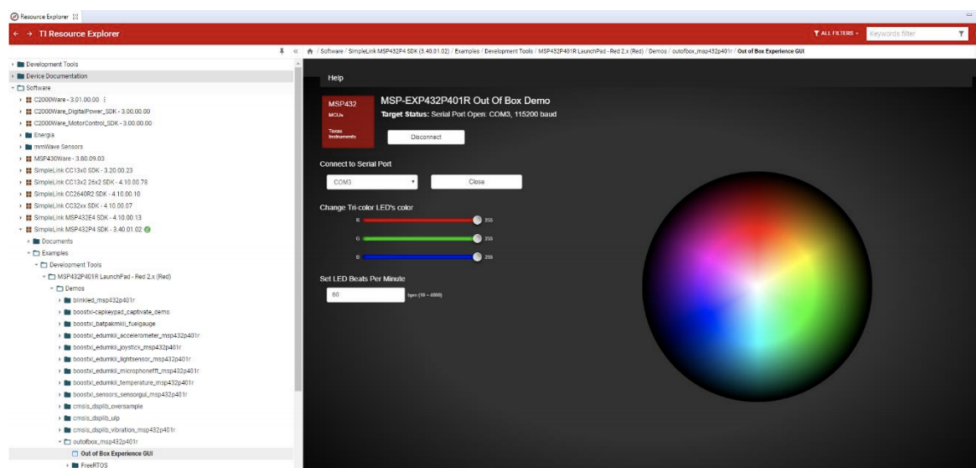 Resource Explorer
TI Resource Explorer
ALL FILTERS
Keywords filter
/ Software / SimpleLink MSP432P4 SDK (3.40.01.02) / Examples / Development Tools / MSP432P401R LaunchPad - Red 2.x (Red) / Demos / outofbox_msp432p401r / Out of Box Experience GUI
Development Tools
Device Documentation
Software
C2000Ware - 3.01.00.00
C2000Ware_DigitalPower_SDK - 3.00.00.00
C2000Ware_MotorControl_SDK - 3.00.00.00
Energia
mmWave Sensors
MSP430Ware - 3.80.09.03
SimpleLink CC13x0 SDK - 3.20.00.23
SimpleLink CC13x2 26x2 SDK - 4.10.00.78
SimpleLink CC2640R2 SDK - 4.10.00.10
SimpleLink CC32xx SDK - 4.10.00.07
SimpleLink MSP432E4 SDK - 4.10.00.13
SimpleLink MSP432P4 SDK - 3.40.01.02
Documents
Examples
Development Tools
MSP432P401R LaunchPad - Red 2.x (Red)
Demos
blinkled_msp432p401r
boostxl-capkeypad_captivate_demo
boostxl_batpakmkii_fuelgauge
boostxl_edumkii_accelerometer_msp432p401r
boostxl_edumkii_joystick_msp432p401r
boostxl_edumkii_lightsensor_msp432p401r
boostxl_edumkii_microphonefft_msp432p401r
boostxl_edumkii_temperature_msp432p401r
boostxl_sensors_sensorgui_msp432p401r
cmsis_dsplib_oversample
cmsis_dsplib_ulp
cmsis_dsplib_vibration_msp432p401r
outofbox_msp432p401r
Out of Box Experience GUI
FreeRTOS
Help
MSP432
MCUs
Texas
Instruments
MSP-EXP432P401R Out Of Box Demo
Target Status: Serial Port Open: COM3, 115200 baud
Disconnect
Connect to Serial Port
COM3
Close
Change Tri-color LED's color
R 255
G 255
B 255
Set LED Beats Per Minute
60